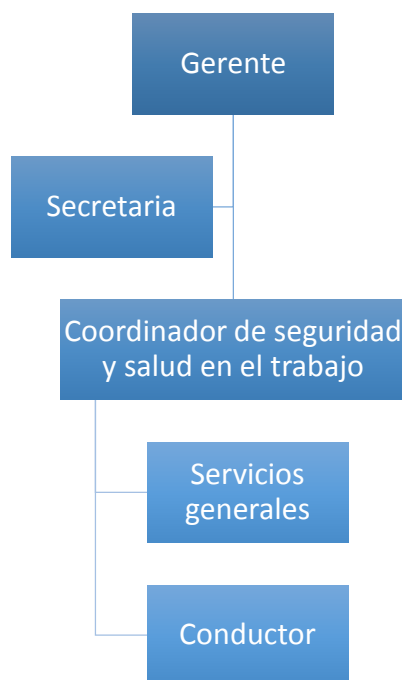 Gerente
Secretaria
Coordinador de seguridad
y salud en el trabajo
Servicios
generales
Conductor